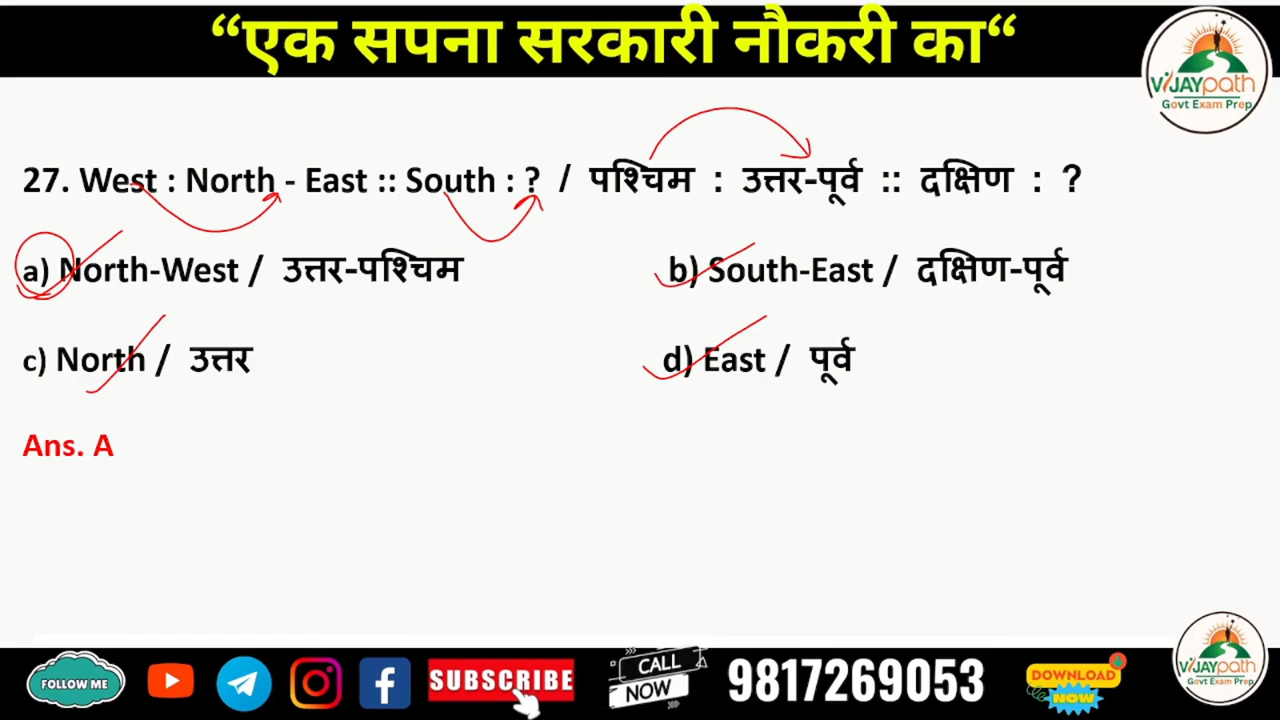 “एक सपना सरकारी नौकरी का“
VIJAYpath
Govt Exam Prep
27. West : North - East :: South : ? / पश्चिम : उत्तर-पूर्व :: दक्षिण : ?
a) North-West / उत्तर-पश्चिम
b) South-East / दक्षिण-पूर्व
c) North / उत्तर
d) East / पूर्व
Ans. A
FOLLOW ME
SUBSCRIBE
CALL
NOW
9817269053
DOWNLOAD
NOW
VIJAYpath
Govt Exam Prep